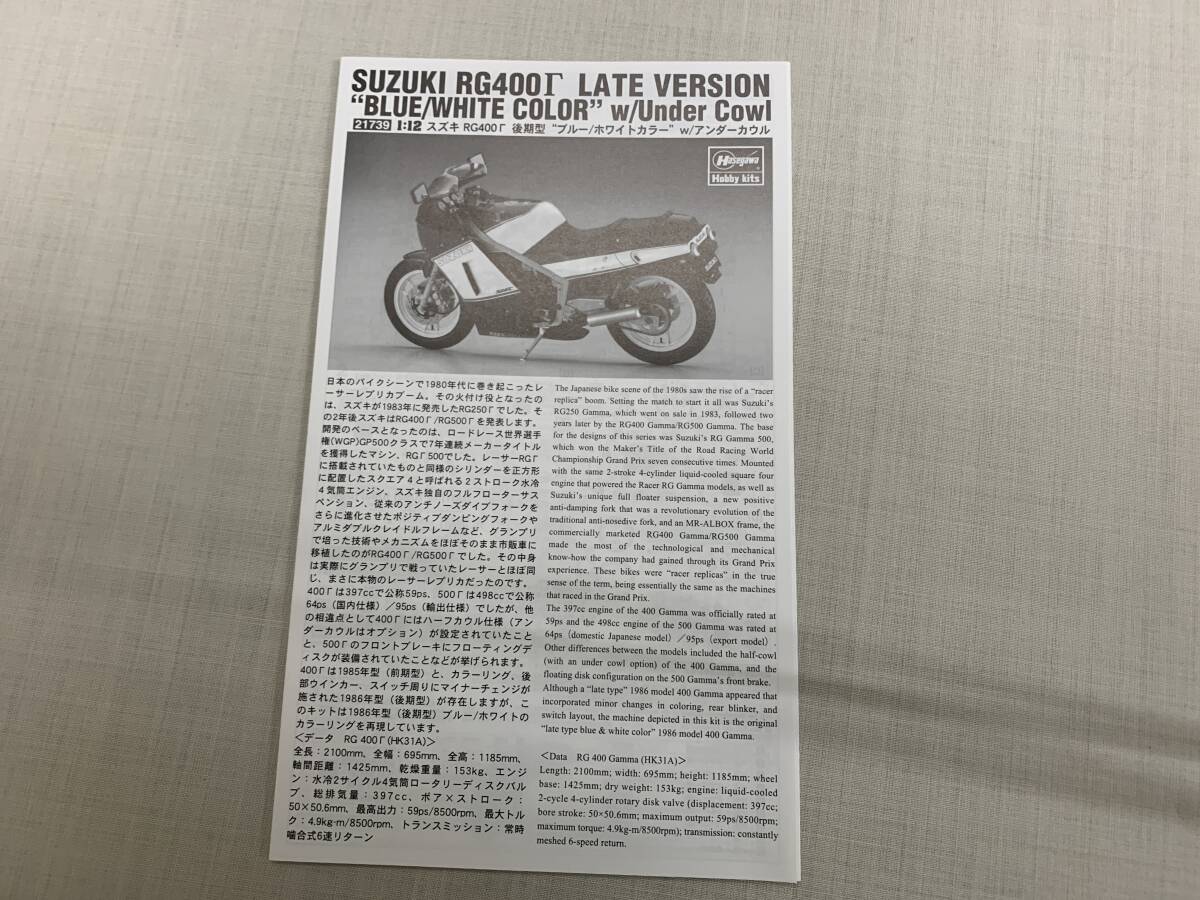 SUZUKI RG400Γ LATE VERSION
"BLUE/WHITE COLOR" w/Under Cowl
21739 1:12 スズキ RG400Γ 後期型 "ブルー/ホワイトカラー" w/アンダーカウル
Hasegawa
Hobby kits
SUZUKI
日本のバイクシーンで1980年代に巻き起こったレ
ーサーレプリカブーム。その火付け役となったの
は、スズキが1983年に発売したRG250Γでした。そ
の2年後スズキはRG400Γ/RG500Γを発表します。
開発のベースとなったのは、ロードレース世界選手
権(WGP)GP500クラスで7年連続メーカータイトル
を獲得したマシン、RGΓ500でした。レーサーRGΓ
に搭載されていたものと同様のシリンダーを正方形
に配置したスクエア4と呼ばれる2ストローク水冷
4気筒エンジン、スズキ独自のフルフローターサス
ペンション、従来のアンチノーズダイブフォークを
さらに進化させたポジティブダンピングフォークや
アルミダブルクレイドルフレームなど、グランプリ
で培った技術やメカニズムをほぼそのまま市販車に
移植したのがRG400Γ/RG500Γでした。その中身
は実際にグランプリで戦っていたレーサーとほぼ同
じ、まさに本物のレーサーレプリカだったのです。
400Γは397ccで公称59ps、500Γは498ccで公称
64ps（国内仕様）／95ps（輸出仕様）でしたが、他
の相違点として400Γにはハーフカウル仕様（アン
ダーカウルはオプション）が設定されていたこと
と、500Γのフロントブレーキにフローティングデ
ィスクが装備されていたことなどが挙げられます。
400Γは1985年型（前期型）と、カラーリング、後
部ウインカー、スイッチ周りにマイナーチェンジが
施された1986年型（後期型）が存在しますが、こ
のキットは1986年型（後期型）ブルー/ホワイトの
カラーリングを再現しています。
＜データ RG 400Γ(HK31A)＞
全長：2100mm、全幅：695mm、全高：1185mm、
軸間距離：1425mm、乾燥重量：153kg、エンジ
ン：水冷2サイクル4気筒ロータリーディスクバル
ブ、総排気量：397cc、ボア×ストローク：
50×50.6mm、最高出力：59ps/8500rpm、最大トル
ク：4.9kg-m/8500rpm、トランスミッション：常時
噛合式6速リターン
The Japanese bike scene of the 1980s saw the rise of a "racer
replica" boom. Setting the match to start it all was Suzuki's
RG250 Gamma, which went on sale in 1983, followed two
years later by the RG400 Gamma/RG500 Gamma. The base
for the designs of this series was Suzuki's RG Gamma 500,
which won the Maker's Title of the Road Racing World
Championship Grand Prix seven consecutive times. Mounted
with the same 2-stroke 4-cylinder liquid-cooled square four
engine that powered the Racer RG Gamma models, as well as
Suzuki's unique full floater suspension, a new positive
anti-damping fork that was a revolutionary evolution of the
traditional anti-nosedive fork, and an MR-ALBOX frame, the
commercially marketed RG400 Gamma/RG500 Gamma
made the most of the technological and mechanical
know-how the company had gained through its Grand Prix
experience. These bikes were "racer replicas" in the true
sense of the term, being essentially the same as the machines
that raced in the Grand Prix.
The 397cc engine of the 400 Gamma was officially rated at
59ps and the 498cc engine of the 500 Gamma was rated at
64ps（domestic Japanese model）／95ps（export model）.
Other differences between the models included the half-cowl
(with an under cowl option) of the 400 Gamma, and the
floating disk configuration on the 500 Gamma's front brake.
Although a "late type" 1986 model 400 Gamma appeared that
incorporated minor changes in coloring, rear blinker, and
switch layout, the machine depicted in this kit is the original
"late type blue & white color" 1986 model 400 Gamma.
＜Data RG 400 Gamma (HK31A)＞
Length: 2100mm; width: 695mm; height: 1185mm; wheel
base: 1425mm; dry weight: 153kg; engine: liquid-cooled
2-cycle 4-cylinder rotary disk valve (displacement: 397cc;
bore stroke: 50×50.6mm; maximum output: 59ps/8500rpm;
maximum torque: 4.9kg-m/8500rpm); transmission: constantly
meshed 6-speed return.